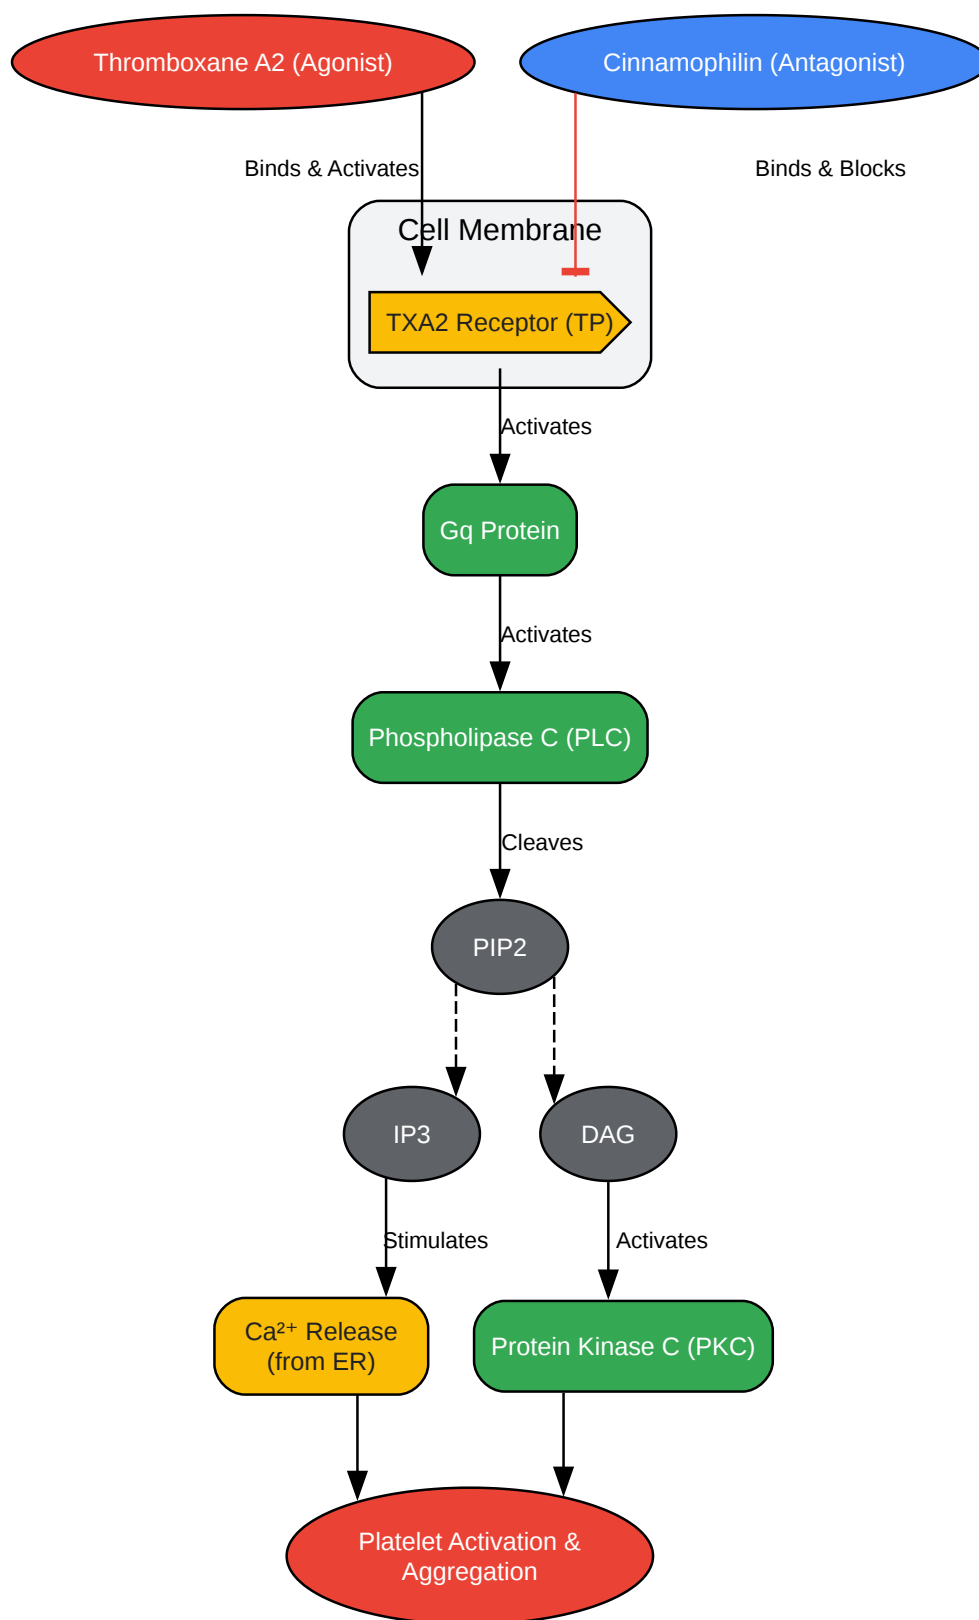 Thromboxane A2 (Agonist)
Cinnamophilin (Antagonist)
Binds & Activates
Binds & Blocks
Cell Membrane
TXA2 Receptor (TP)
Activates
Gq Protein
Activates
Phospholipase C (PLC)
Cleaves
PIP2
IP3
DAG
Stimulates
Activates
Ca²⁺ Release
(from ER)
Protein Kinase C (PKC)
Platelet Activation &
Aggregation